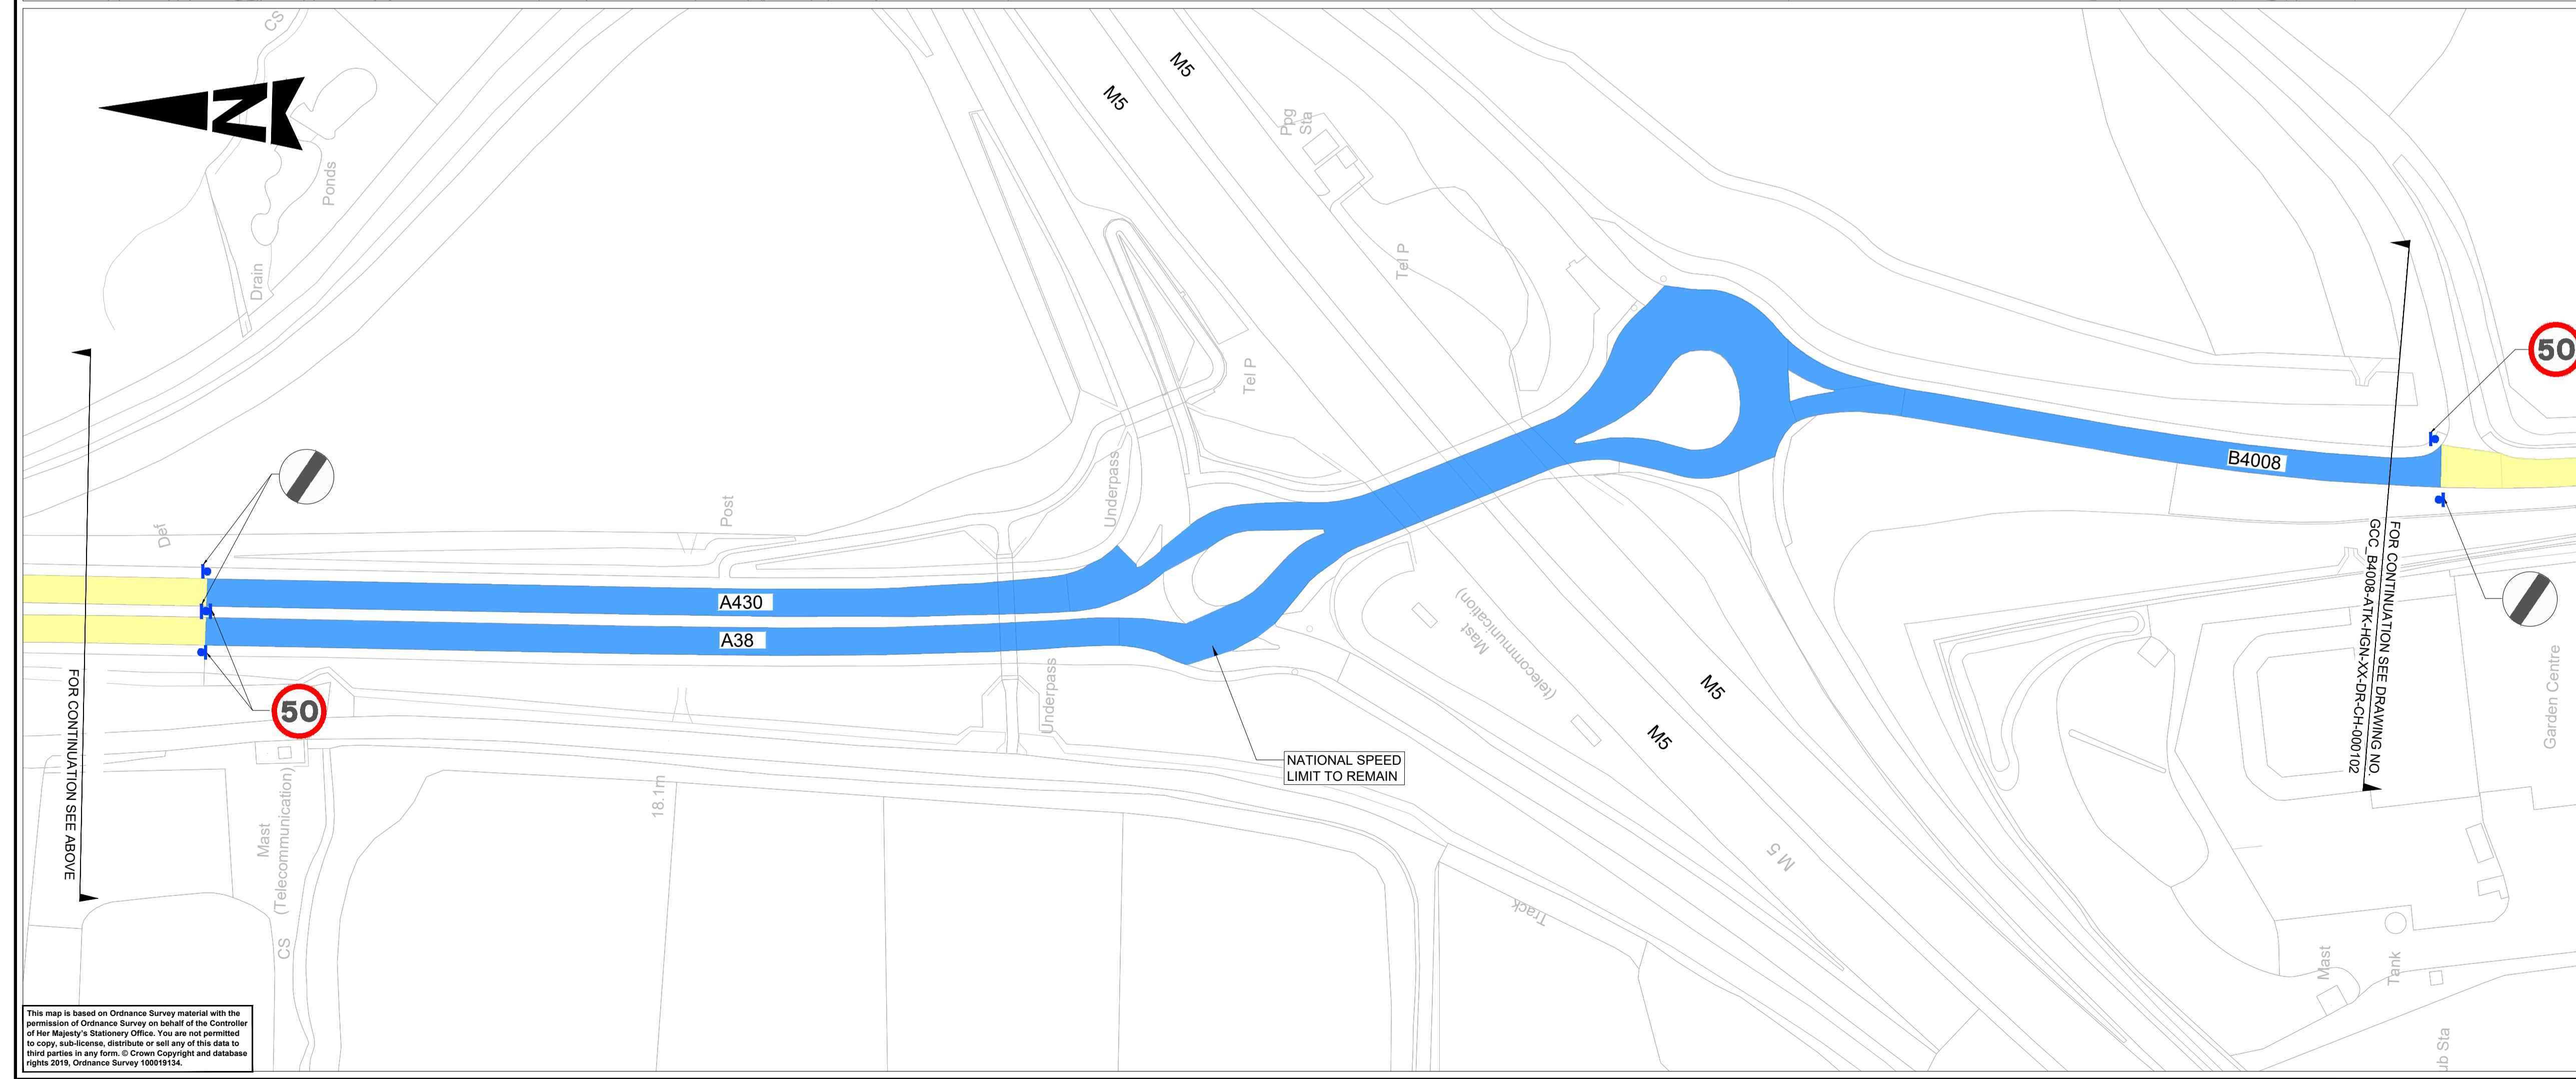 CS
N
M5
M5
Ppg
Sta
Ponds
Tel P
Drain
Tel P
50
Underpass
Post
Def
B4008
A430
A38
FOR CONTINUATION SEE DRAWING NO.
GCC_B4008-ATK-HGN-XX-DR-CH-000102
Mast
(telecommunication)
Underpass
50
M5
M5
Garden Centre
NATIONAL SPEED
LIMIT TO REMAIN
FOR CONTINUATION SEE ABOVE
18.1m
Mast
(Telecommunication)
M 5
CS
Track
Mast
Tank
ub Sta
This map is based on Ordnance Survey material with the
permission of Ordnance Survey on behalf of the Controller
of Her Majesty's Stationery Office. You are not permitted
to copy, sub-license, distribute or sell any of this data to
third parties in any form. © Crown Copyright and database
rights 2019, Ordnance Survey 100019134.